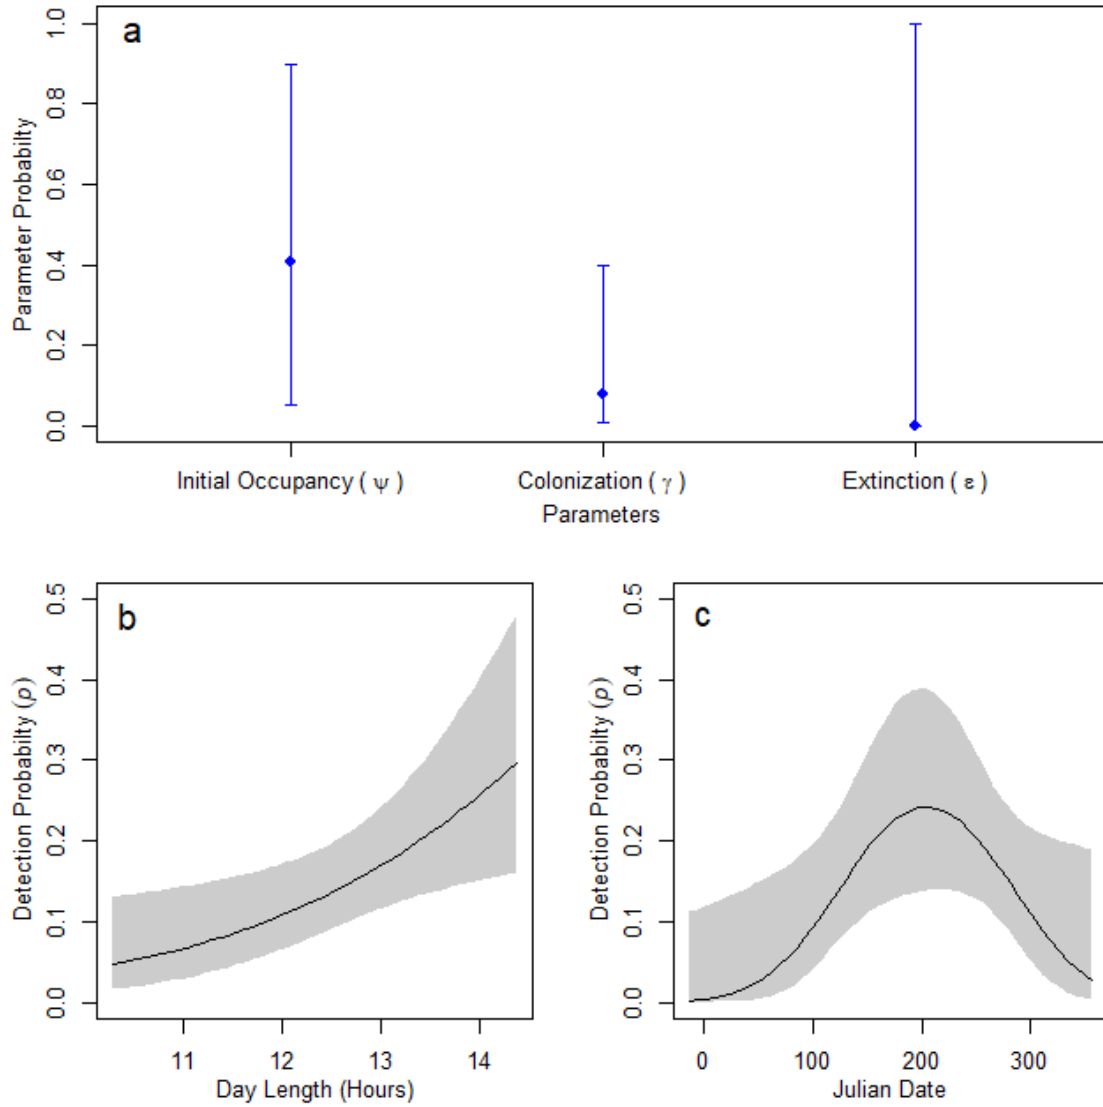 a
1.0
0.8
0.6
0.4
0.2
0.0
Parameter Probabilty
Initial Occupancy ( ψ )
Colonization ( γ )
Extinction ( ε )
Parameters
b
0.5
0.4
0.3
0.2
0.1
0.0
Detection Probabilty (ρ)
11
12
13
14
Day Length (Hours)
c
0.5
0.4
0.3
0.2
0.1
0.0
Detection Probabilty (ρ)
0
100
200
300
Julian Date